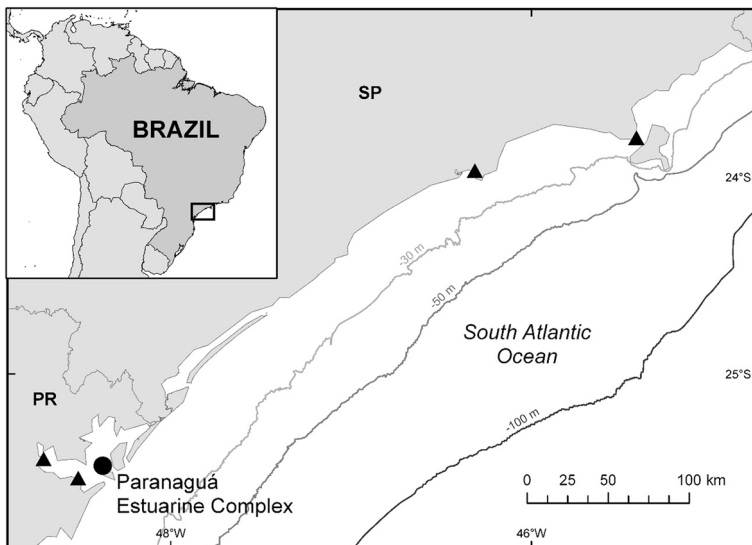 BRAZIL
SP
24°S
-30 m
-50 m
South Atlantic
Ocean
25°S
PR
-100 m
Paranaguá
Estuarine Complex
0 25 50 100 km
48°W
46°W